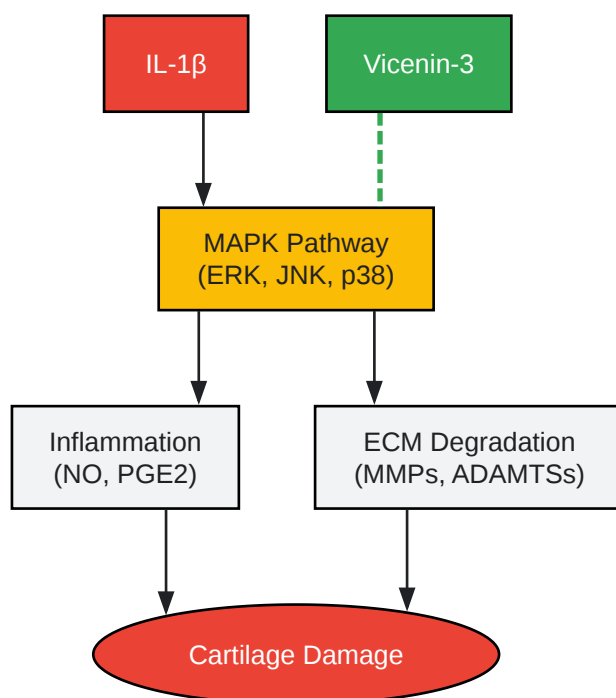 IL-1β
Vicenin-3
MAPK Pathway
(ERK, JNK, p38)
Inflammation
(NO, PGE2)
ECM Degradation
(MMPs, ADAMTSs)
Cartilage Damage